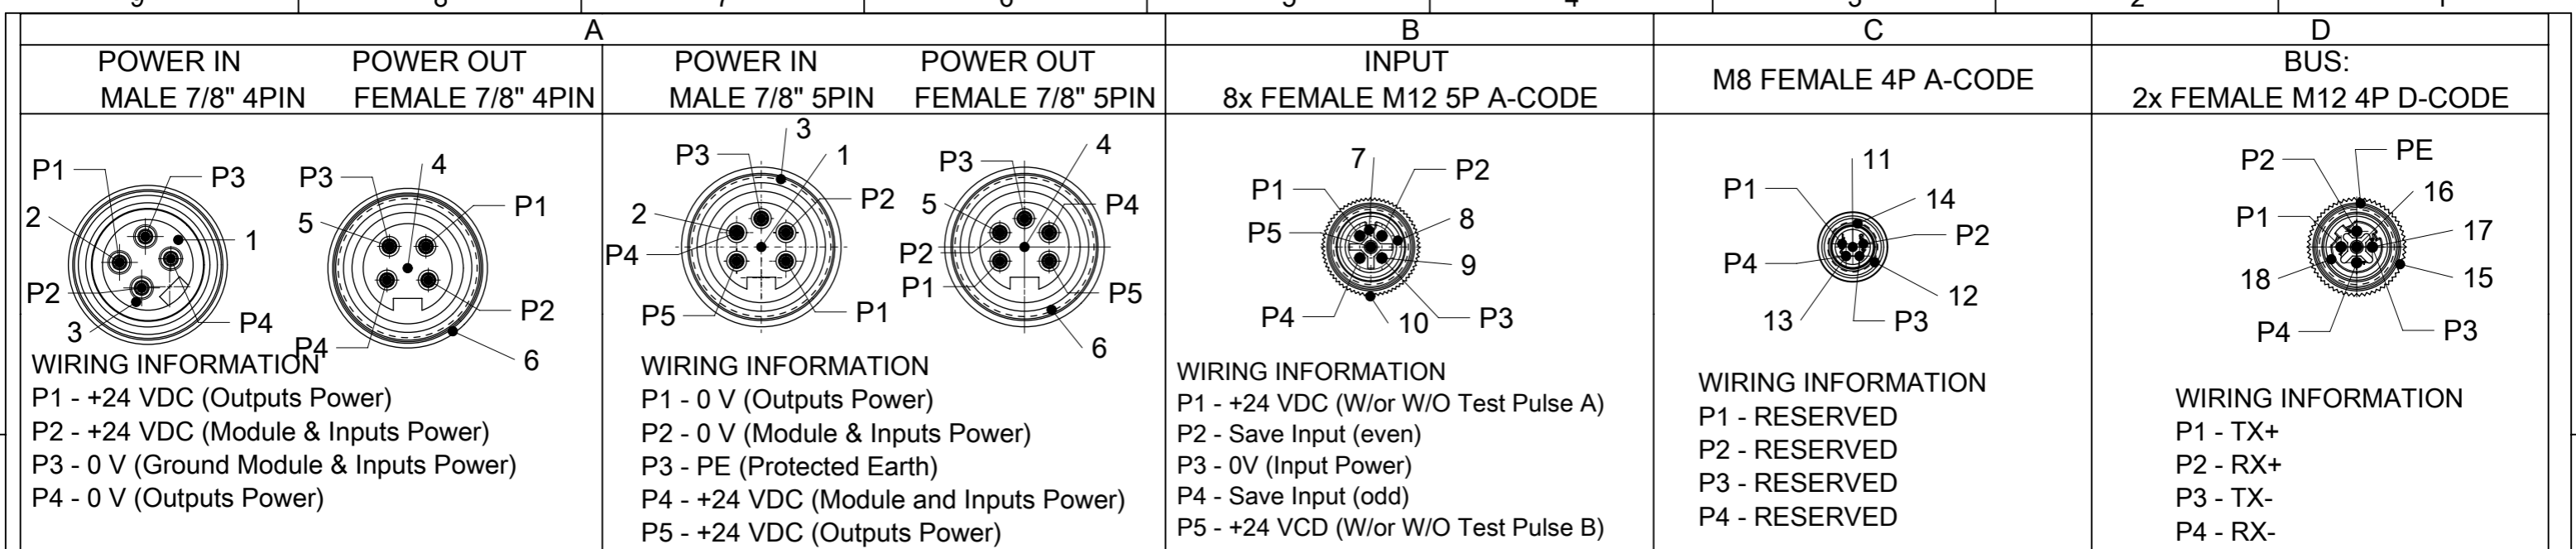 9 8 7 6 5 4 3 2 1
A
B
C
D
POWER IN
MALE 7/8" 4PIN
POWER OUT
FEMALE 7/8" 4PIN
POWER IN
MALE 7/8" 5PIN
POWER OUT
FEMALE 7/8" 5PIN
INPUT
8x FEMALE M12 5P A-CODE
M8 FEMALE 4P A-CODE
BUS:
2x FEMALE M12 4P D-CODE
P1
P3
2
1
P2
3
P4
P3
4
P1
5
P2
P4
6
3
P3
1
2
P2
P4
P5
P1
4
P3
5
P4
P2
P1
P5
6
7
P1
P2
P5
8
9
P4
10
P3
11
P1
14
P2
P4
12
13
P3
P2
PE
16
P1
17
18
15
P4
P3
WIRING INFORMATION
P1 - +24 VDC (Outputs Power)
P2 - +24 VDC (Module & Inputs Power)
P3 - 0 V (Ground Module & Inputs Power)
P4 - 0 V (Outputs Power)
WIRING INFORMATION
P1 - 0 V (Outputs Power)
P2 - 0 V (Module & Inputs Power)
P3 - PE (Protected Earth)
P4 - +24 VDC (Module and Inputs Power)
P5 - +24 VDC (Outputs Power)
WIRING INFORMATION
P1 - +24 VDC (W/or W/O Test Pulse A)
P2 - Save Input (even)
P3 - 0V (Input Power)
P4 - Save Input (odd)
P5 - +24 VCD (W/or W/O Test Pulse B)
WIRING INFORMATION
P1 - RESERVED
P2 - RESERVED
P3 - RESERVED
P4 - RESERVED
WIRING INFORMATION
P1 - TX+
P2 - RX+
P3 - TX-
P4 - RX-